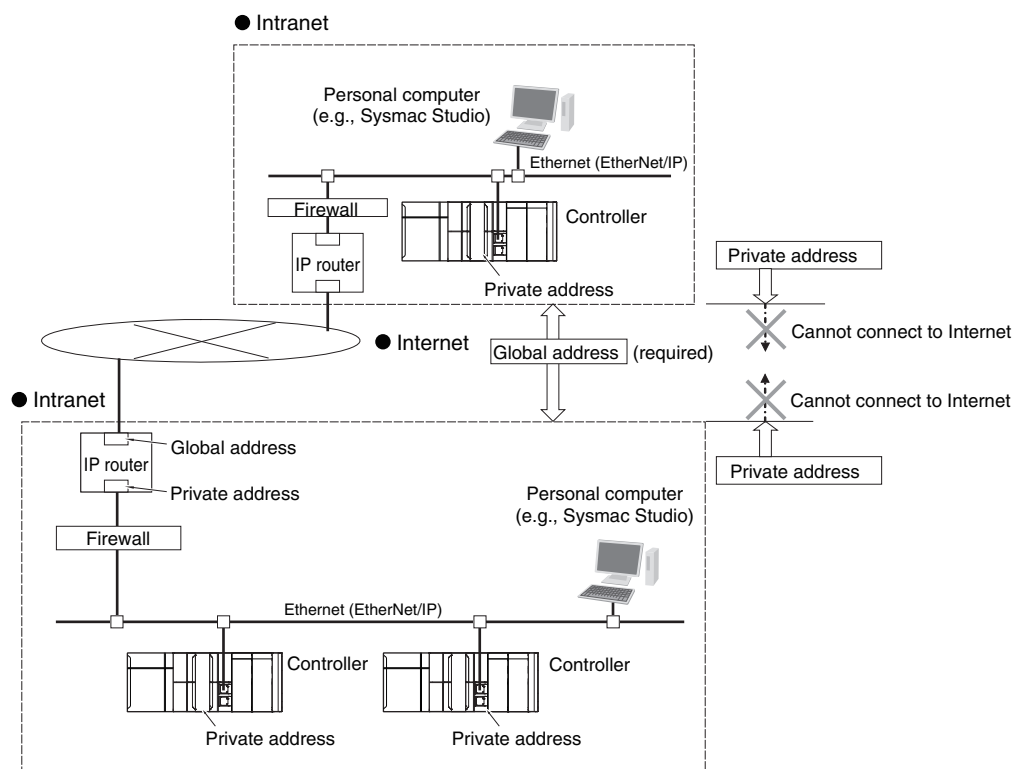 ● Intranet
Personal computer
(e.g., Sysmac Studio)
Ethernet (EtherNet/IP)
Firewall
Controller
IP router
Private address
Private address
Cannot connect to Internet
● Internet
Global address (required)
Cannot connect to Internet
Private address
● Intranet
Global address
IP router
Private address
Firewall
Personal computer
(e.g., Sysmac Studio)
Ethernet (EtherNet/IP)
Controller
Controller
Private address
Private address